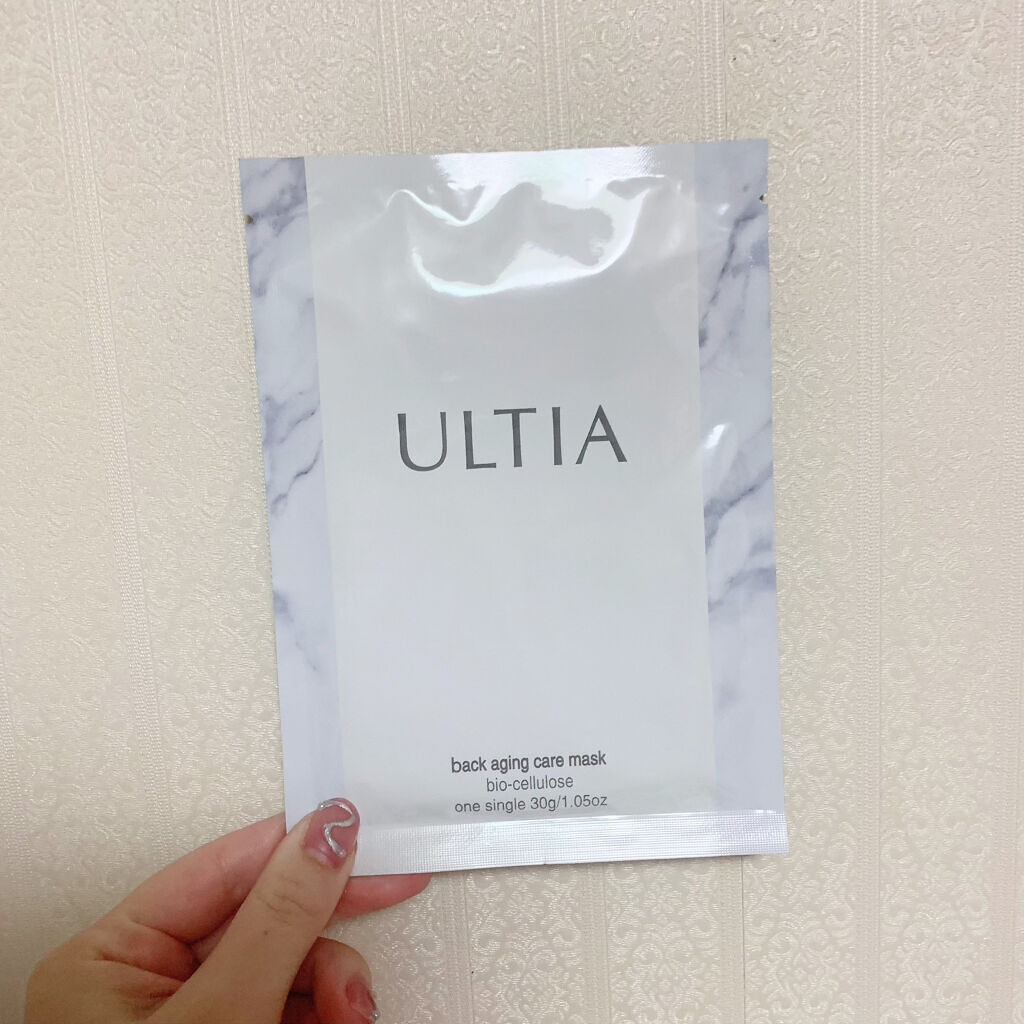 ULTIA
back aging care mask
bio-cellulose
one single 30g/1.05oz